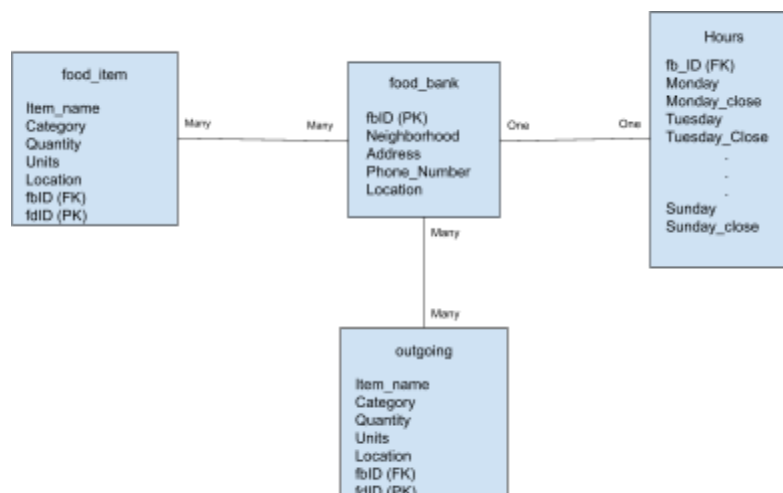 food_item
Item_name
Category
Quantity
Units
Location
fbID (FK)
fdID (PK)
Many
Many
food_bank
fbID (PK)
Neighborhood
Address
Phone_Number
Location
One
One
Hours
fb_ID (FK)
Monday
Monday_close
Tuesday
Tuesday_Close
.
.
.
Sunday
Sunday_close
Many
Many
outgoing
Item_name
Category
Quantity
Units
Location
fbID (FK)
fdID (PK)